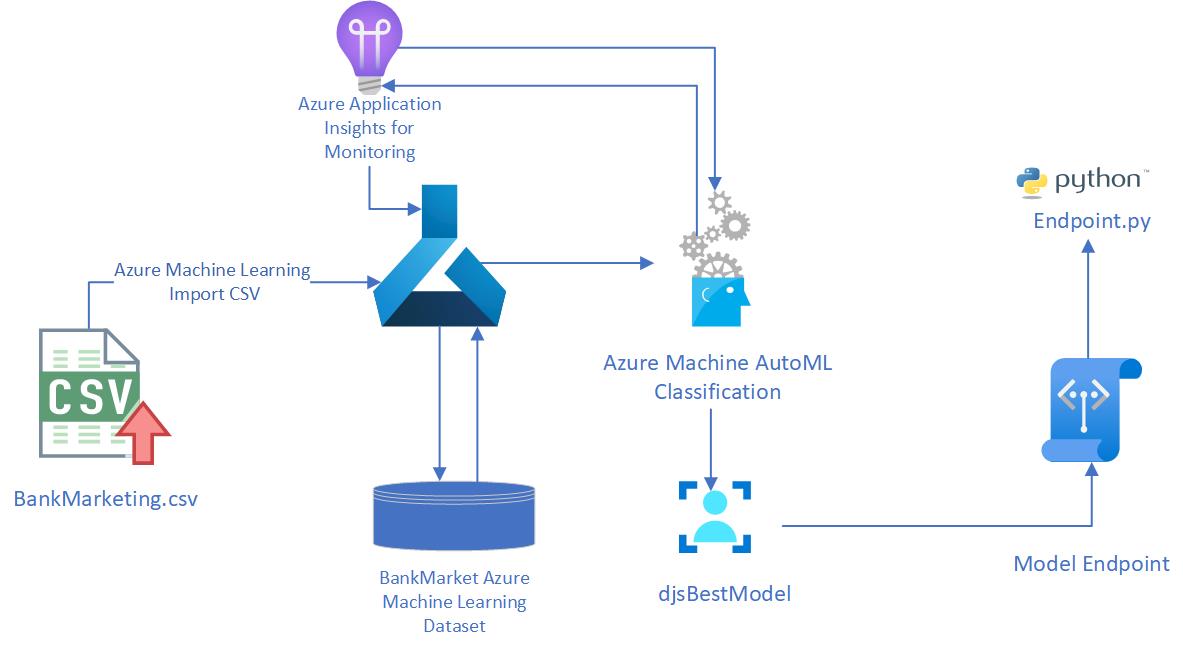 Azure Application
Insights for
Monitoring
python™
Endpoint.py
Azure Machine Learning
Import CSV
CSV
Azure Machine AutoML
Classification
BankMarketing.csv
BankMarket Azure
Machine Learning
Dataset
djsBestModel
Model Endpoint